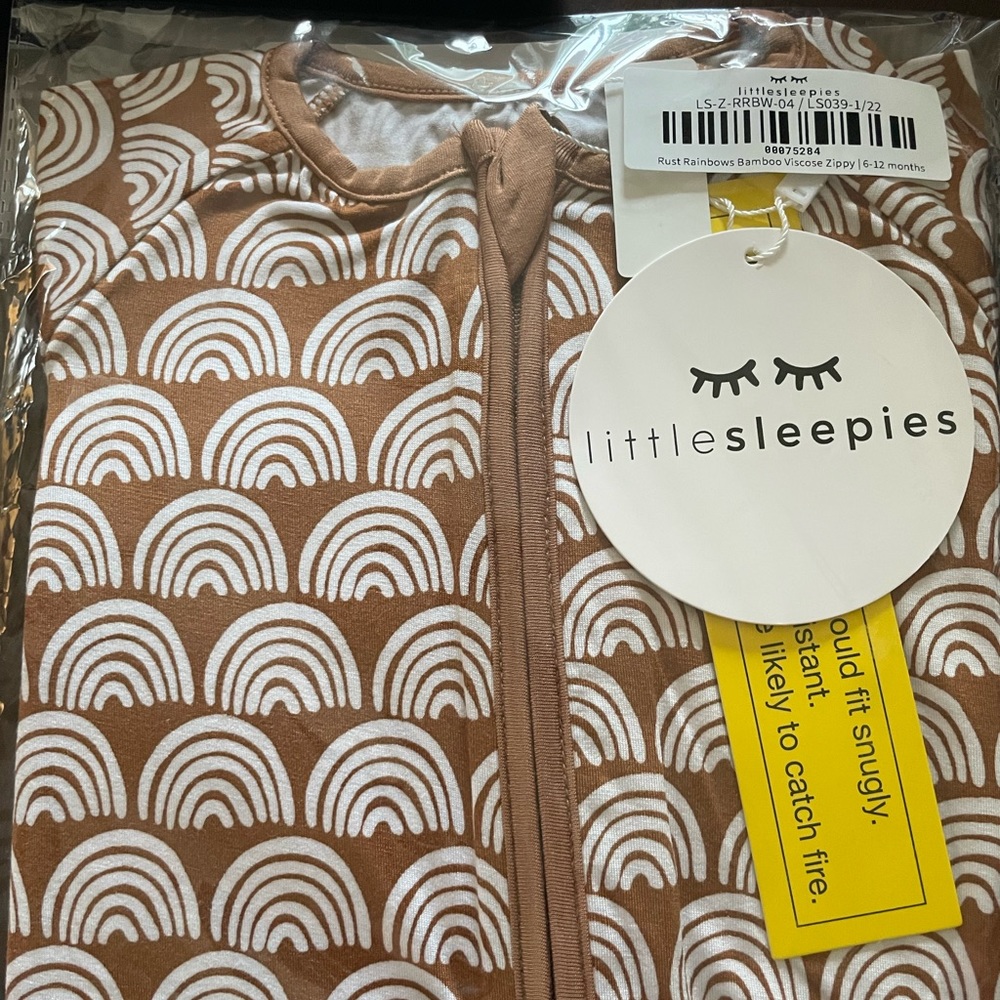 littlesleepies
LS-Z-RRBW-04 / LS039-1/22
00075284
Rust Rainbows Bamboo Viscose Zippy | 6-12 months
littlesleepies
ould fit snugly.
istant.
likely to catch fire.